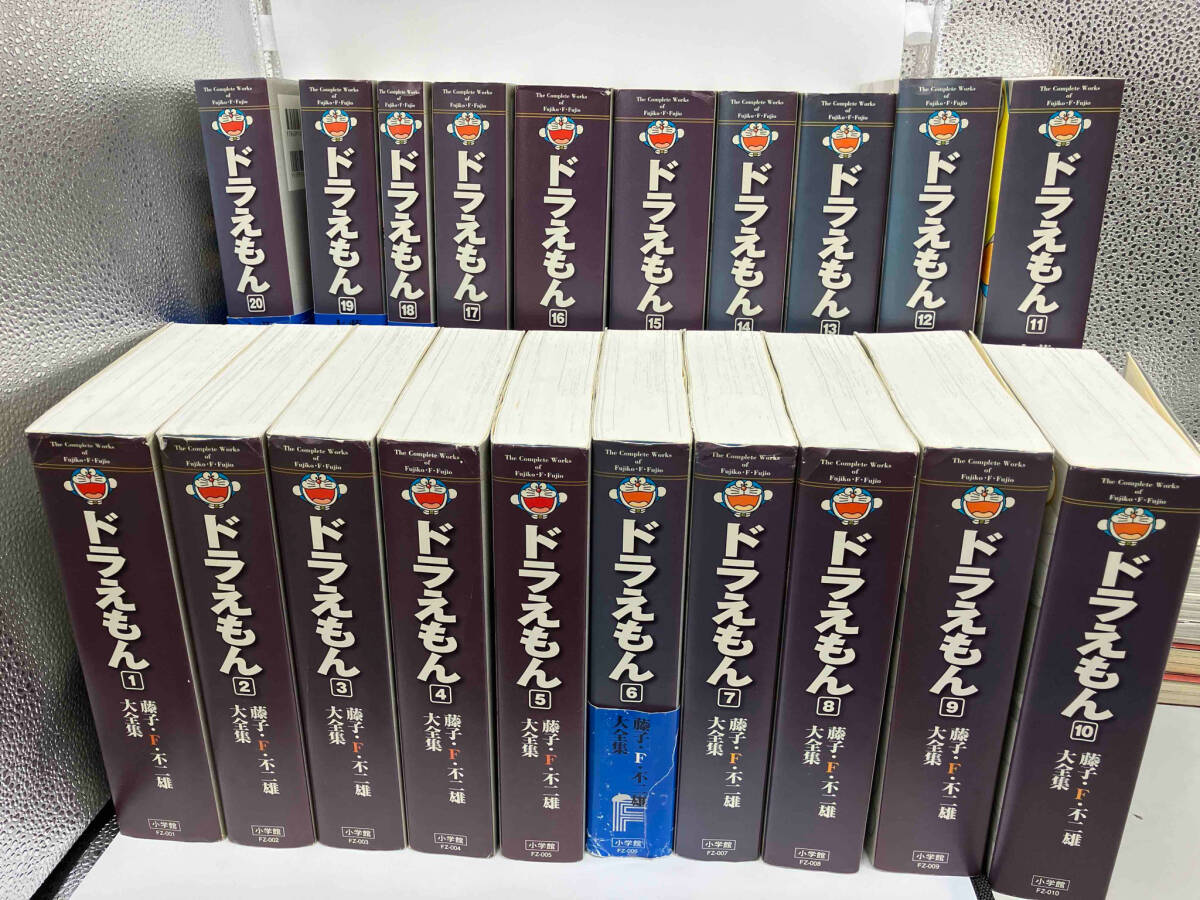 The Complete Works
of
Fujiko・F・Fujio
ドラえもん
20
The Complete Works
of
Fujiko・F・Fujio
ドラえもん
19
The Complete Works
of
Fujiko・F・Fujio
ドラえもん
18
The Complete Works
of
Fujiko・F・Fujio
ドラえもん
17
The Complete Works
of
Fujiko・F・Fujio
ドラえもん
16
The Complete Works
of
Fujiko・F・Fujio
ドラえもん
15
The Complete Works
of
Fujiko・F・Fujio
ドラえもん
14
The Complete Works
of
Fujiko・F・Fujio
ドラえもん
13
The Complete Works
of
Fujiko・F・Fujio
ドラえもん
12
The Complete Works
of
Fujiko・F・Fujio
ドラえもん
11
The Complete Works
of
Fujiko・F・Fujio
ドラえもん
1
藤子・F・不二雄
大全集
小学館
FZ-001
The Complete Works
of
Fujiko・F・Fujio
ドラえもん
2
藤子・F・不二雄
大全集
小学館
FZ-002
The Complete Works
of
Fujiko・F・Fujio
ドラえもん
3
藤子・F・不二雄
大全集
小学館
FZ-003
The Complete Works
of
Fujiko・F・Fujio
ドラえもん
4
藤子・F・不二雄
大全集
小学館
FZ-004
The Complete Works
of
Fujiko・F・Fujio
ドラえもん
5
藤子・F・不二雄
大全集
小学館
FZ-005
The Complete Works
of
Fujiko・F・Fujio
ドラえもん
6
藤子・F・不二雄
大全集
F
小学館
FZ-006
The Complete Works
of
Fujiko・F・Fujio
ドラえもん
7
藤子・F・不二雄
大全集
小学館
FZ-007
The Complete Works
of
Fujiko・F・Fujio
ドラえもん
8
藤子・F・不二雄
大全集
小学館
FZ-008
The Complete Works
of
Fujiko・F・Fujio
ドラえもん
9
藤子・F・不二雄
大全集
小学館
FZ-009
The Complete Works
of
Fujiko・F・Fujio
ドラえもん
10
藤子・F・不二雄
大全集
小学館
FZ-010